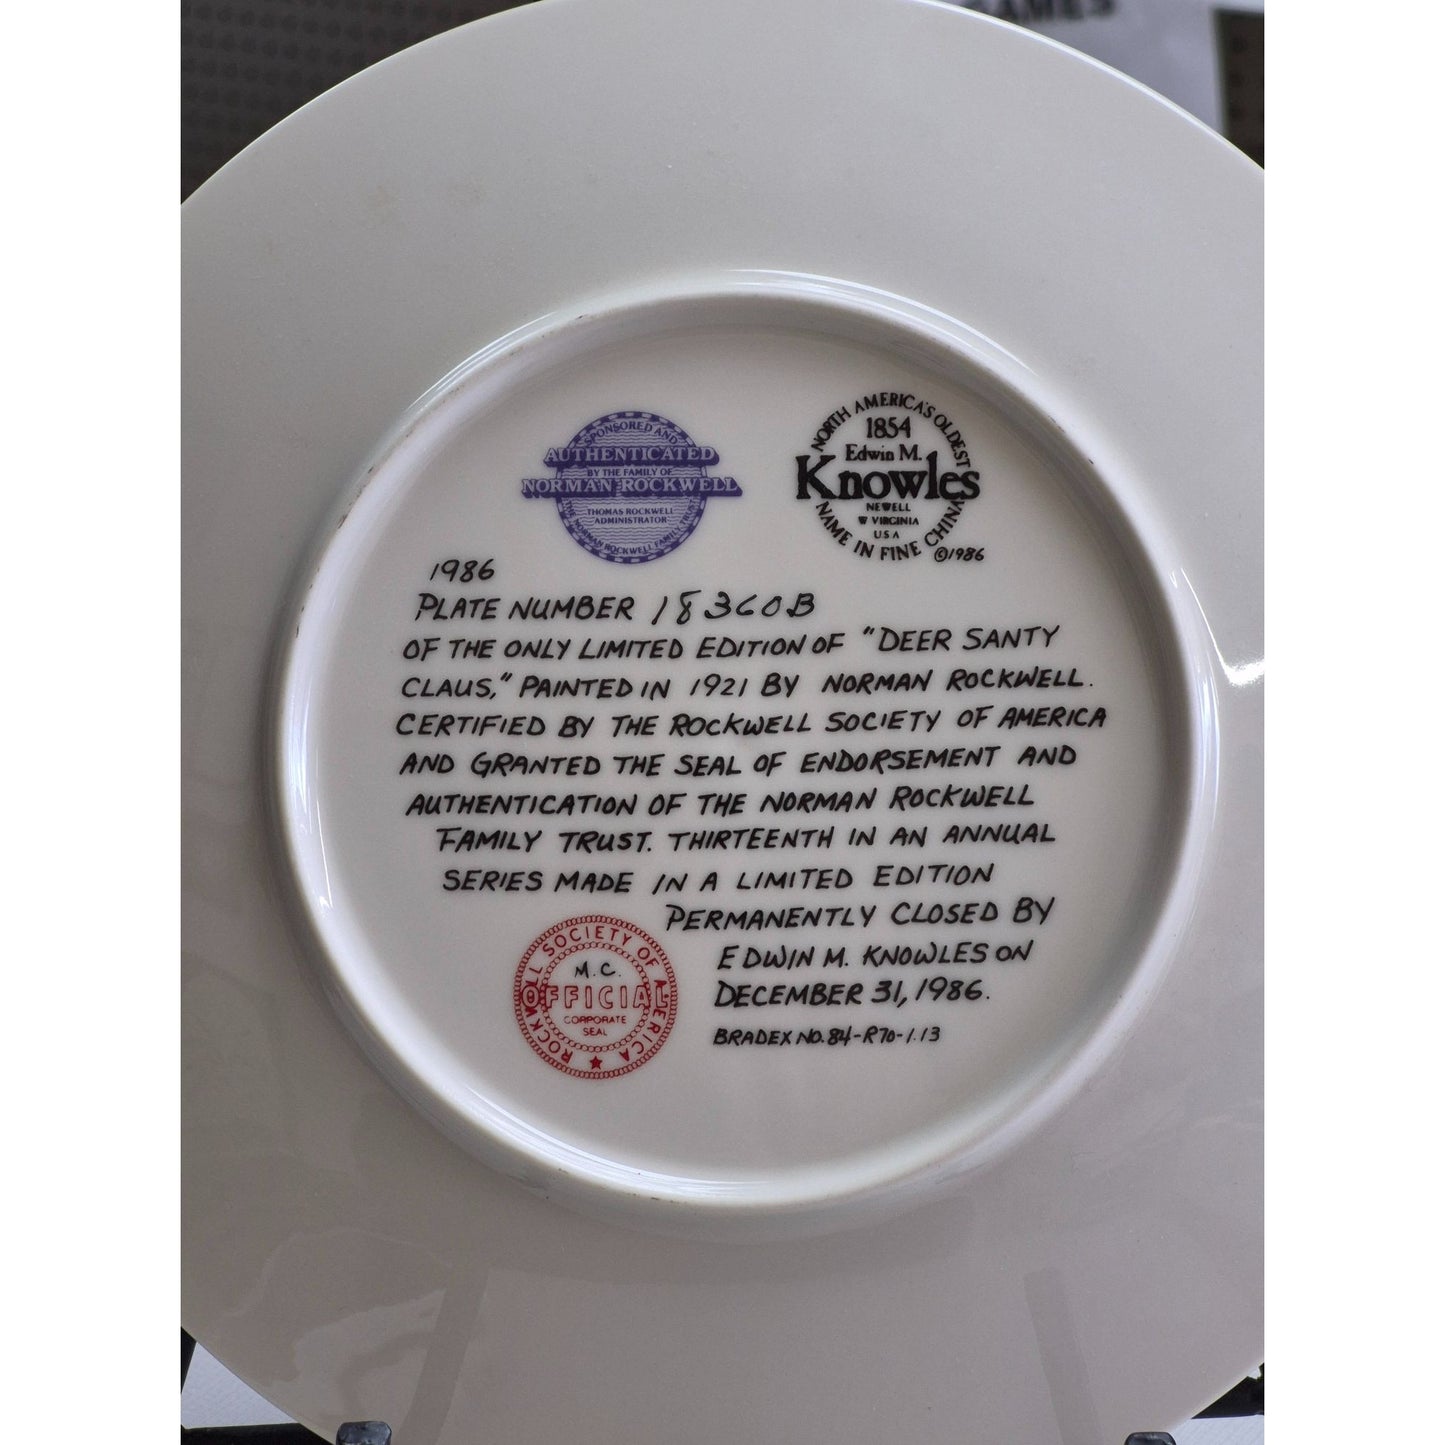 GAMES
SPONSORED AND
AUTHENTICATED
BY THE FAMILY OF
NORMAN ROCKWELL
THOMAS ROCKWELL
ADMINISTRATOR
THE NORMAN ROCKWELL FAMILY TRUST
NORTH AMERICA'S OLDEST
1854
Edwin M.
Knowles
NEWELL
W VIRGINIA
USA
NAME IN FINE CHINA
©1986
1986
PLATE NUMBER 18360B
OF THE ONLY LIMITED EDITION OF "DEER SANTY
CLAUS," PAINTED IN 1921 BY NORMAN ROCKWELL.
CERTIFIED BY THE ROCKWELL SOCIETY OF AMERICA
AND GRANTED THE SEAL OF ENDORSEMENT AND
AUTHENTICATION OF THE NORMAN ROCKWELL
FAMILY TRUST. THIRTEENTH IN AN ANNUAL
SERIES MADE IN A LIMITED EDITION
PERMANENTLY CLOSED BY
EDWIN M. KNOWLES ON
DECEMBER 31, 1986.
BRADEX NO. 84-R70-1.13
ROCKWELL SOCIETY OF AMERICA
M.C.
OFFICIAL
CORPORATE
SEAL